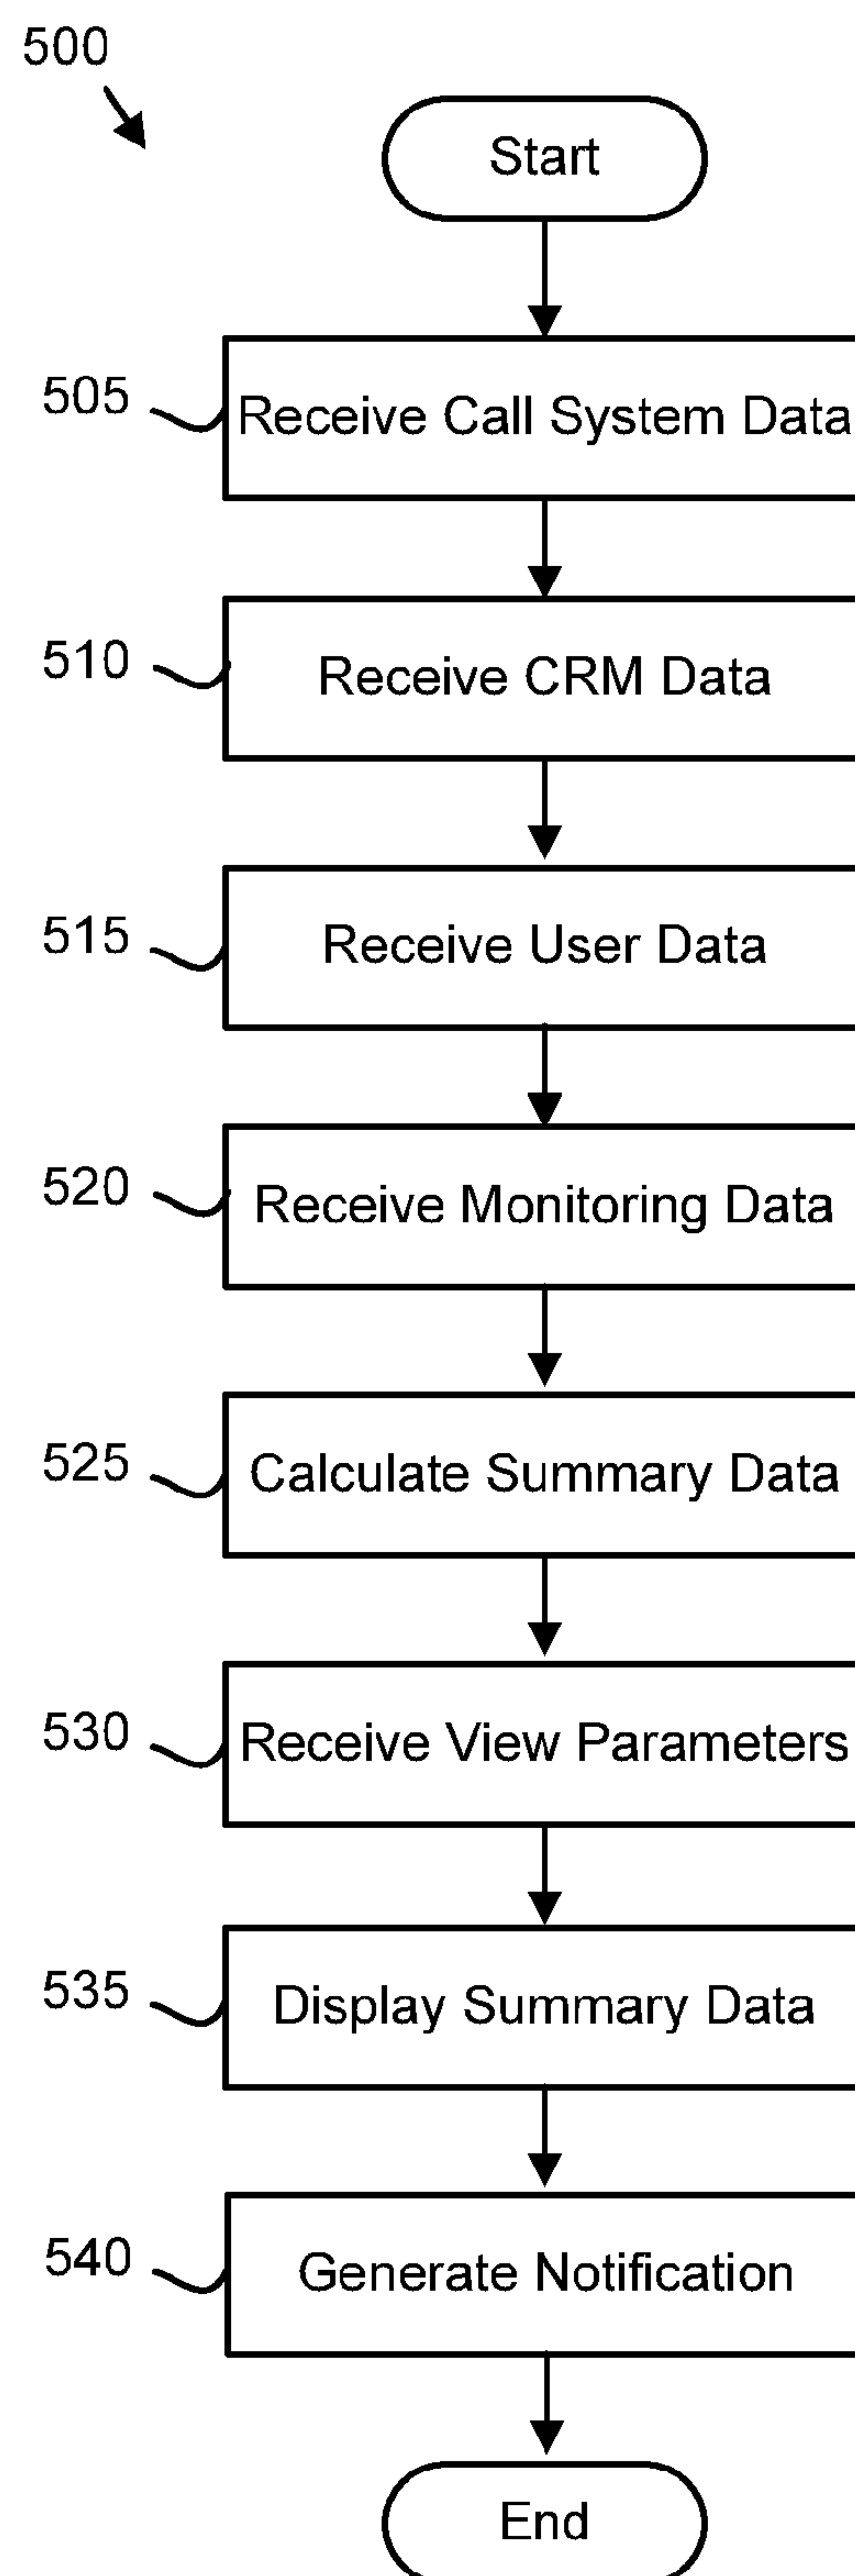 500
Start
505
Receive Call System Data
510
Receive CRM Data
515
Receive User Data
520
Receive Monitoring Data
525
Calculate Summary Data
530
Receive View Parameters
535
Display Summary Data
540
Generate Notification
End